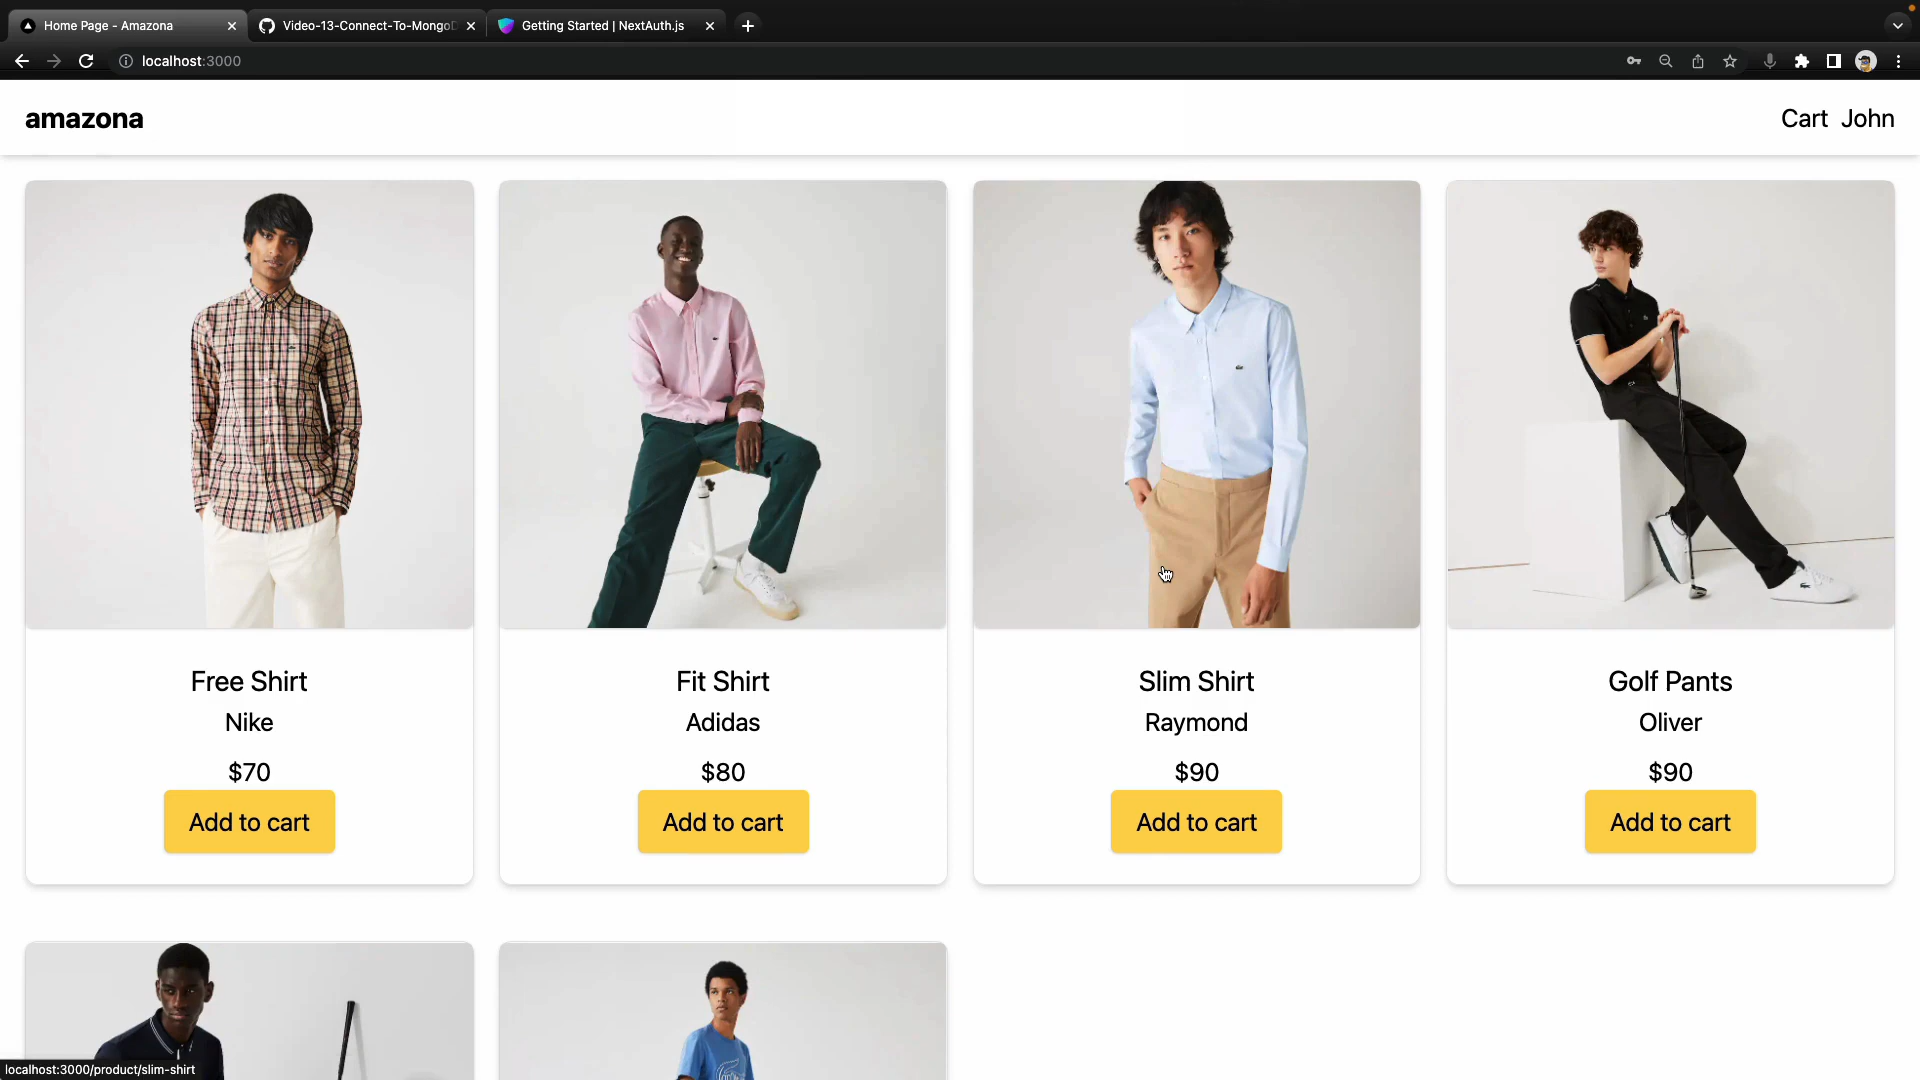 Home Page - Amazona
Video-13-Connect-To-Mongo
Getting Started | NextAuth.js
localhost:3000
amazona
Cart John
Free Shirt
Nike
$70
Add to cart
Fit Shirt
Adidas
$80
Add to cart
Slim Shirt
Raymond
$90
Add to cart
Golf Pants
Oliver
$90
Add to cart
localhost:3000/product/slim-shirt